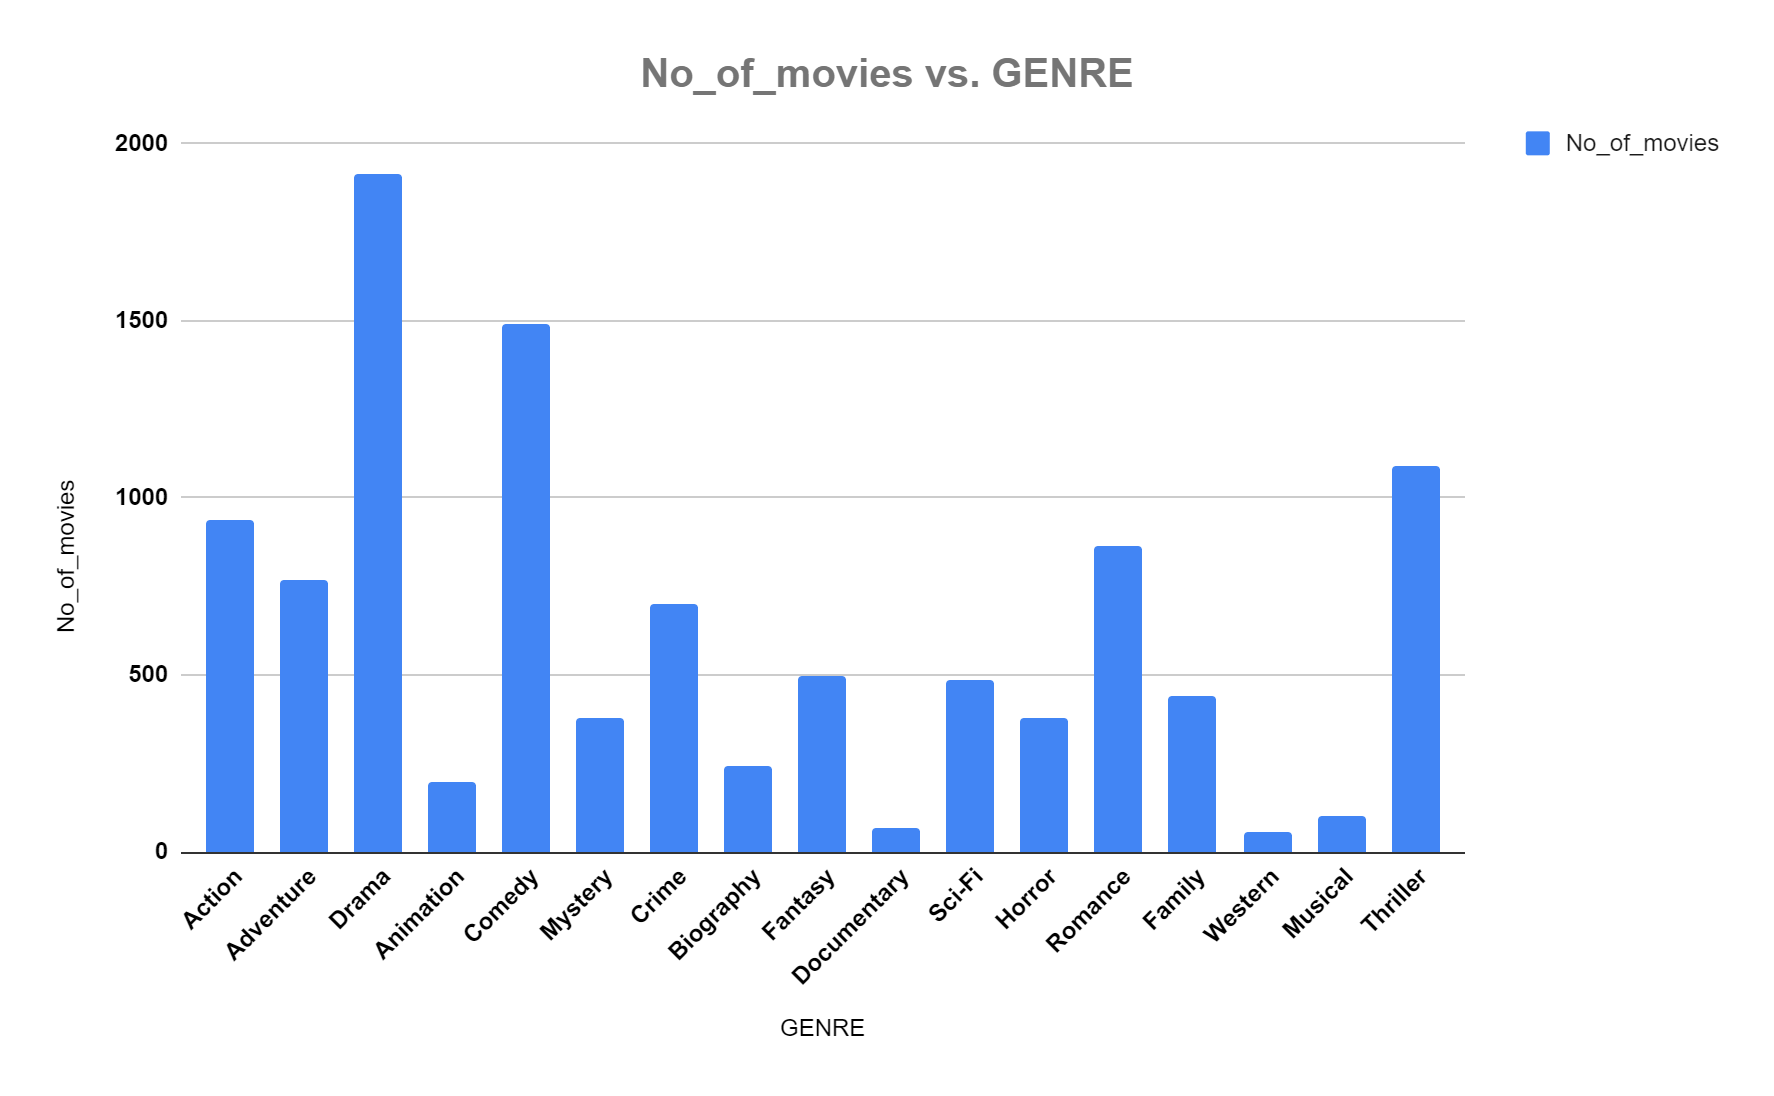 No_of_movies vs. GENRE
No_of_movies
2000
1500
1000
500
0
No_of_movies
Action
Adventure
Drama
Animation
Comedy
Mystery
Crime
Biography
Fantasy
Documentary
Sci-Fi
Horror
Romance
Family
Western
Musical
Thriller
GENRE